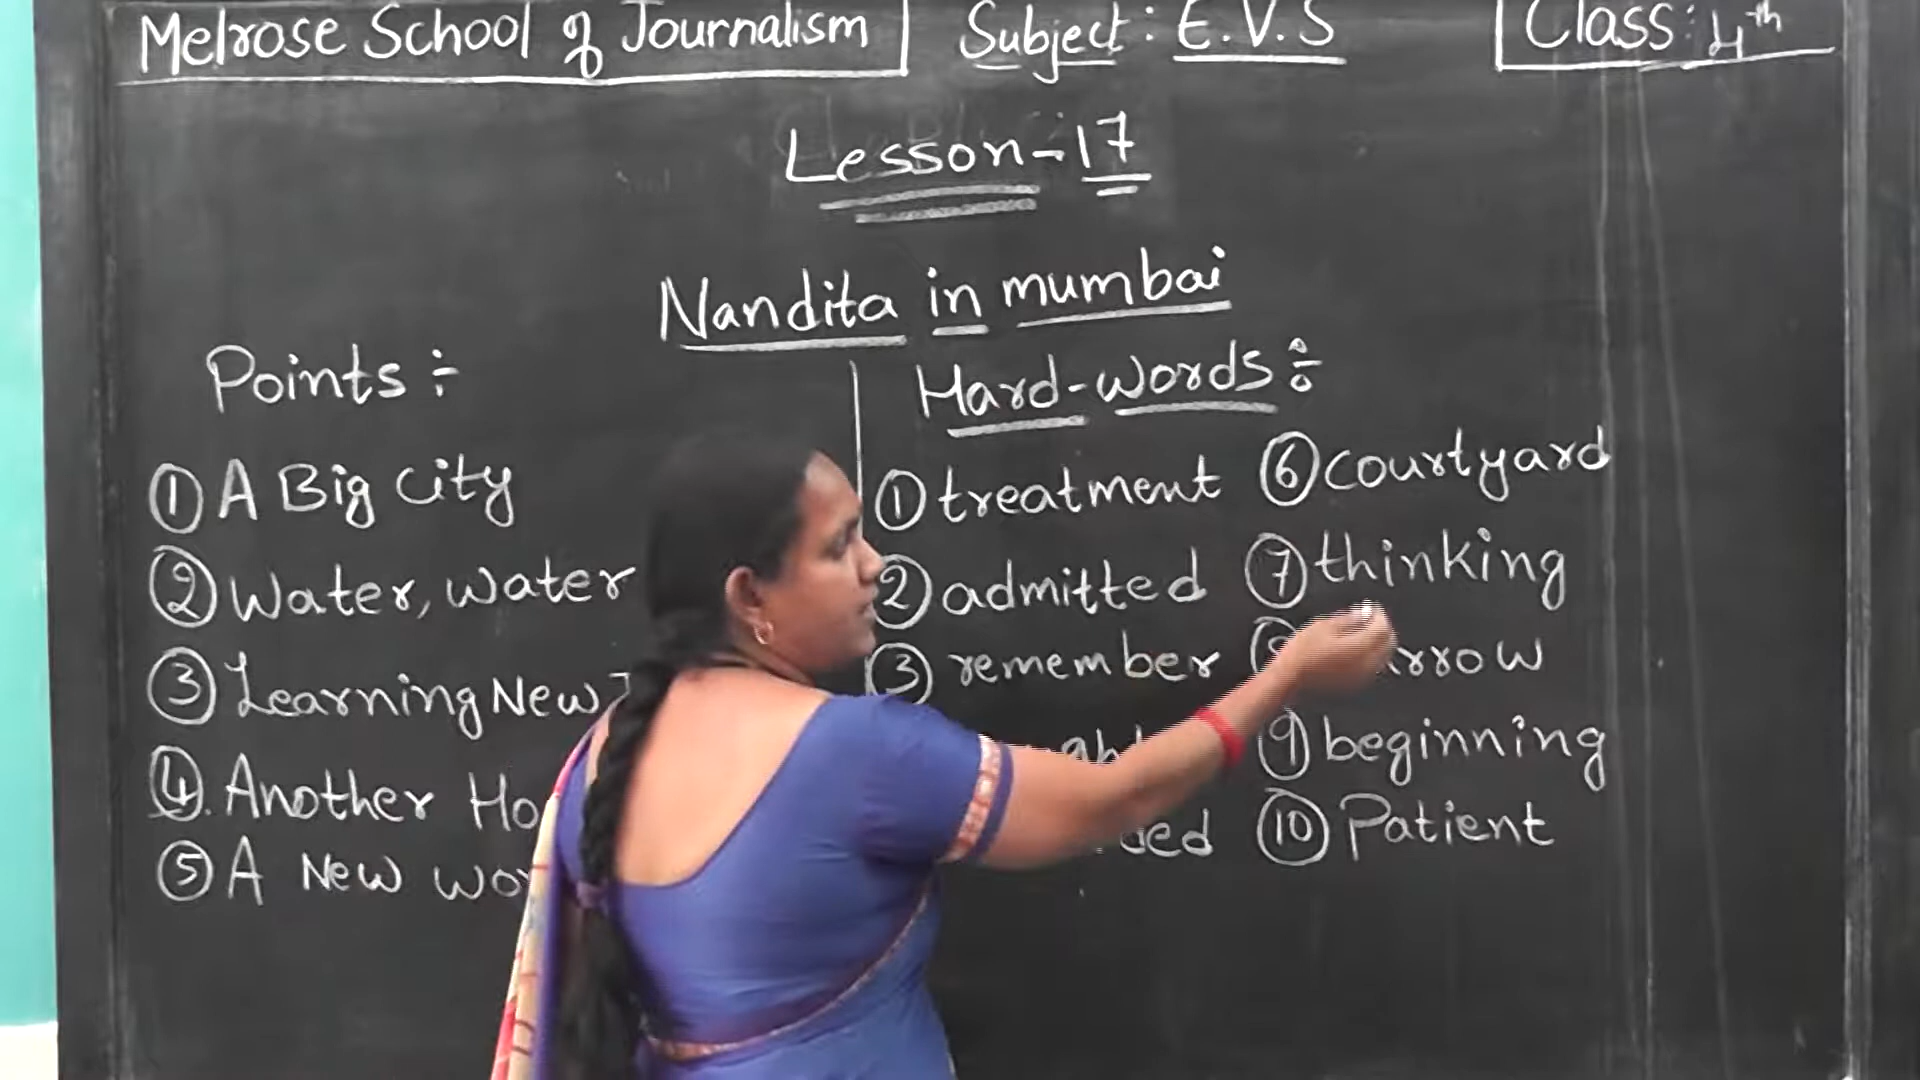 Melrose School of Journalism
Subject : E.V.S
Class : 4th
Lesson-17
Nandita in mumbai
Points ÷
① A Big City
② Water, water
③ Learning New
④. Another
⑤ A New
Hard-words ÷
① treatment
② admitted
③ remember
⑥ courtyard
⑦ thinking
⑨ beginning
⑩ Patient